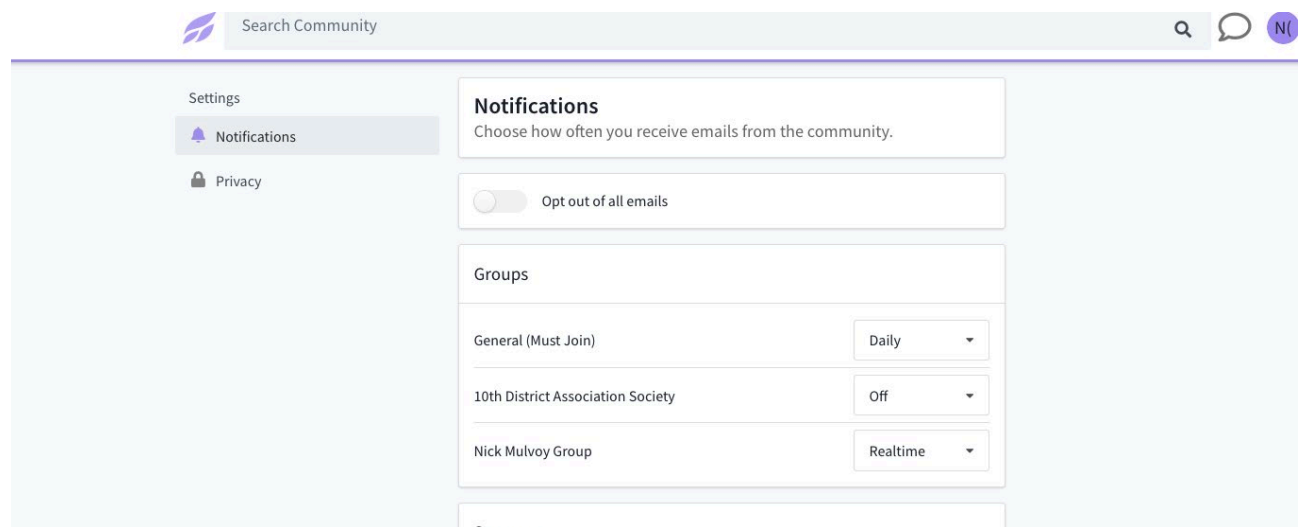 Search Community
N(
Settings
Notifications
Privacy
Notifications
Choose how often you receive emails from the community.
Opt out of all emails
Groups
General (Must Join)
Daily
10th District Association Society
Off
Nick Mulvoy Group
Realtime